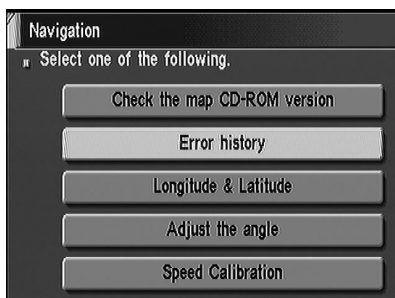 Navigation
Select one of the following.
Check the map CD-ROM version
Error history
Longitude & Latitude
Adjust the angle
Speed Calibration